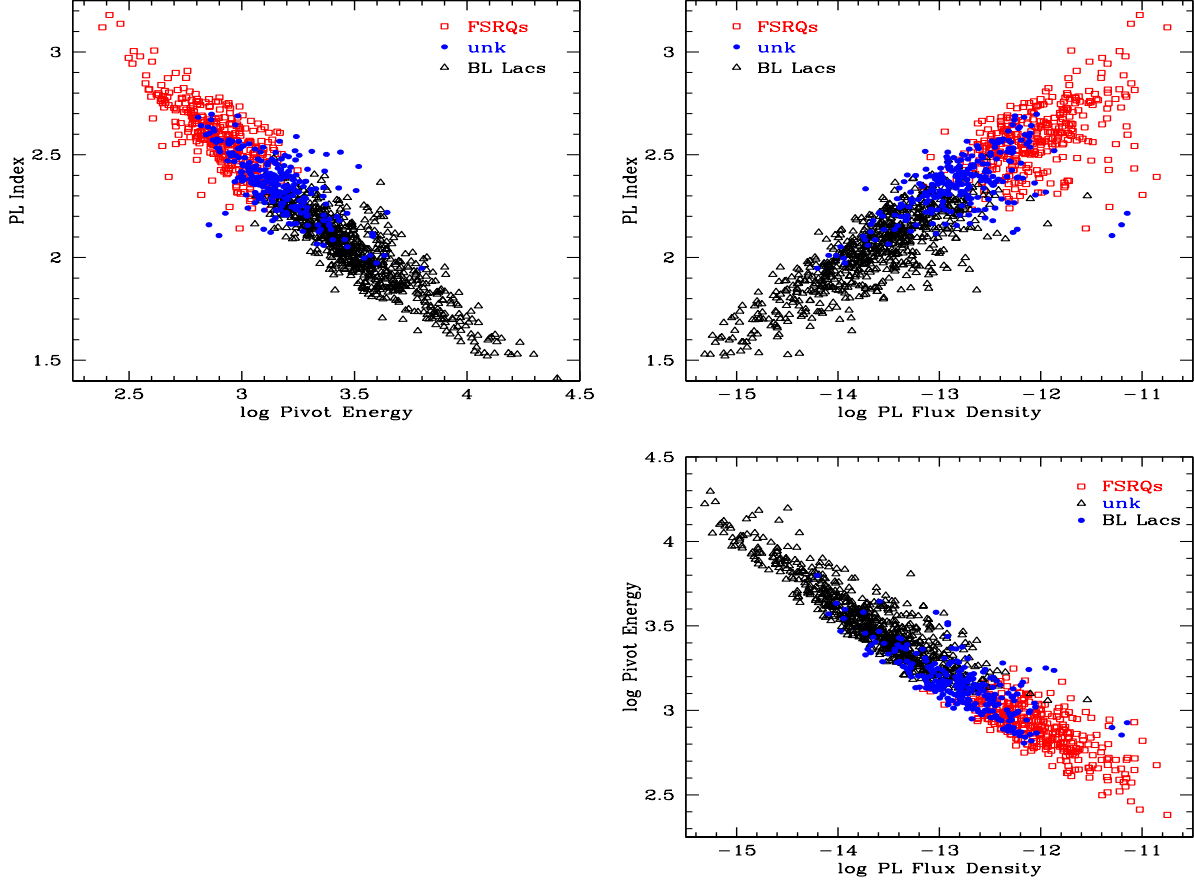 3
2.5
2
1.5
PL Index
FSRQs
unk
BL Lacs
2.5 3 3.5 4 4.5
log Pivot Energy
3
2.5
2
1.5
PL Index
FSRQs
unk
BL Lacs
−15 −14 −13 −12 −11
log PL Flux Density
4.5
4
3.5
3
2.5
log Pivot Energy
FSRQs
unk
BL Lacs
−15 −14 −13 −12 −11
log PL Flux Density